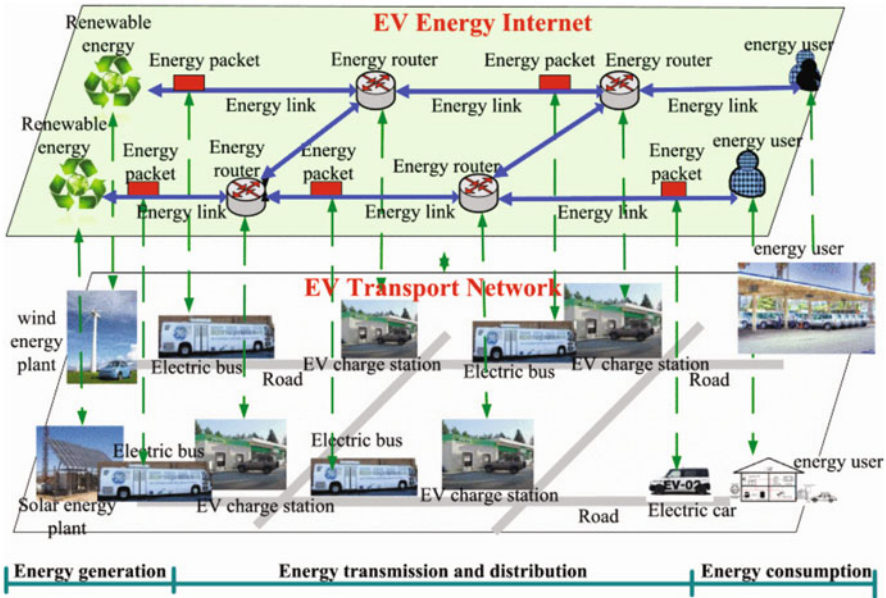 EV Energy Internet
Renewable
energy
Energy packet
Energy router
Energy packet
Energy router
energy user
Energy link
Energy link
Energy link
Renewable
energy
Energy
packet
Energy
router
Energy
packet
Energy router
Energy
packet
energy user
Energy link
Energy link
Energy link
energy user
EV Transport Network
wind
energy
plant
Electric bus
Road
EV charge station
Electric bus
EV charge station
Road
Electric bus
Electric bus
energy user
EV-02
Solar energy
plant
EV charge station
EV charge station
Road
Electric car
Energy generation
Energy transmission and distribution
Energy consumption